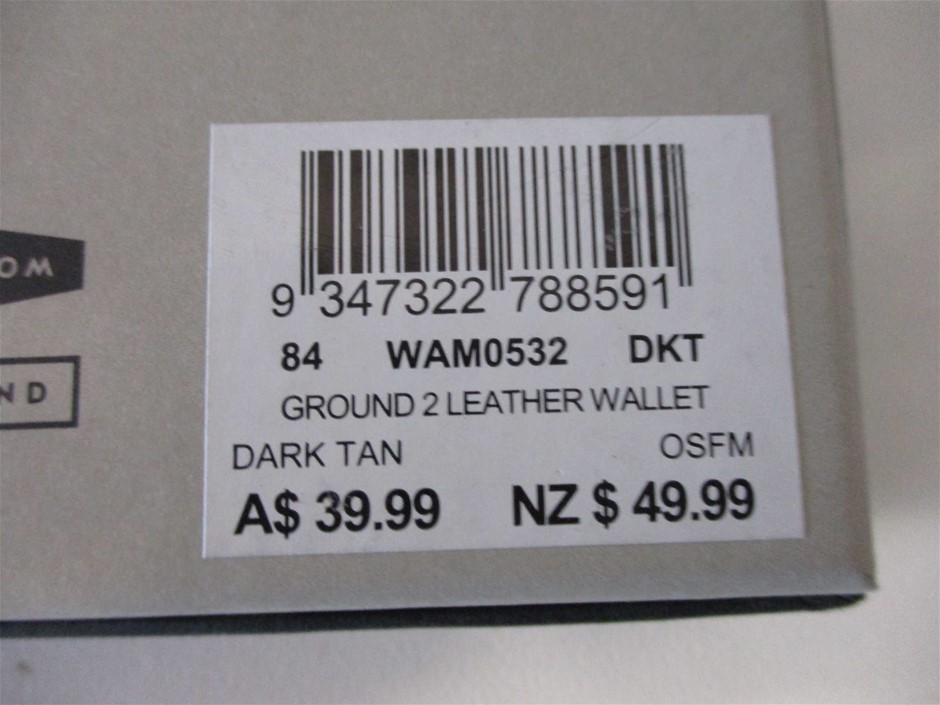 9 347322 788591
84 WAM0532 DKT
GROUND 2 LEATHER WALLET
DARK TAN OSFM
A$ 39.99 NZ $ 49.99
OM
ND